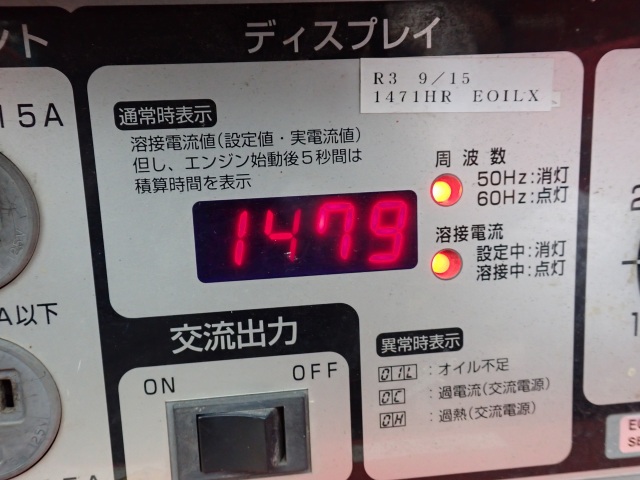 ット
ディスプレイ
15A
R3 9/15
1471HR EOILX
通常時表示
溶接電流値(設定値・実電流値)
但し、エンジン始動後5秒間は
積算時間を表示
周波数
50Hz:消灯
60Hz:点灯
1479
溶接電流
設定中:消灯
溶接中:点灯
A以下
交流出力
ON OFF
異常時表示
OIL:オイル不足
OC:過電流(交流電源)
OH:過熱(交流電源)
2
1
5A